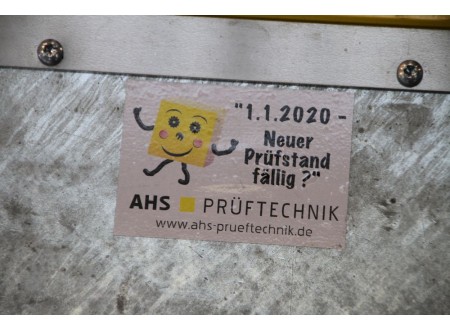 "1.1.2020 -
Neuer
Prüfstand
fällig ?"
AHS PRÜFTECHNIK
www.ahs-prueftechnik.de